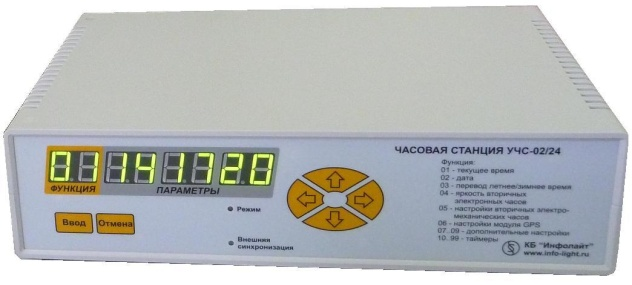 ЧАСОВАЯ СТАНЦИЯ УЧС-02/24
Функция:
01 - текущее время
02 - дата
03 - перевод летнее/зимнее время
04 - яркость вторичных
электронных часов
05 - настройки вторичных электро-
механических часов
06 - настройки модуля GPS
07..09 - дополнительные настройки
10..99 - таймеры
КБ "Инфолайт"
www.info-light.ru
01 141720
ФУНКЦИЯ ПАРАМЕТРЫ
Ввод Отмена
Режим
Внешняя
синхронизация